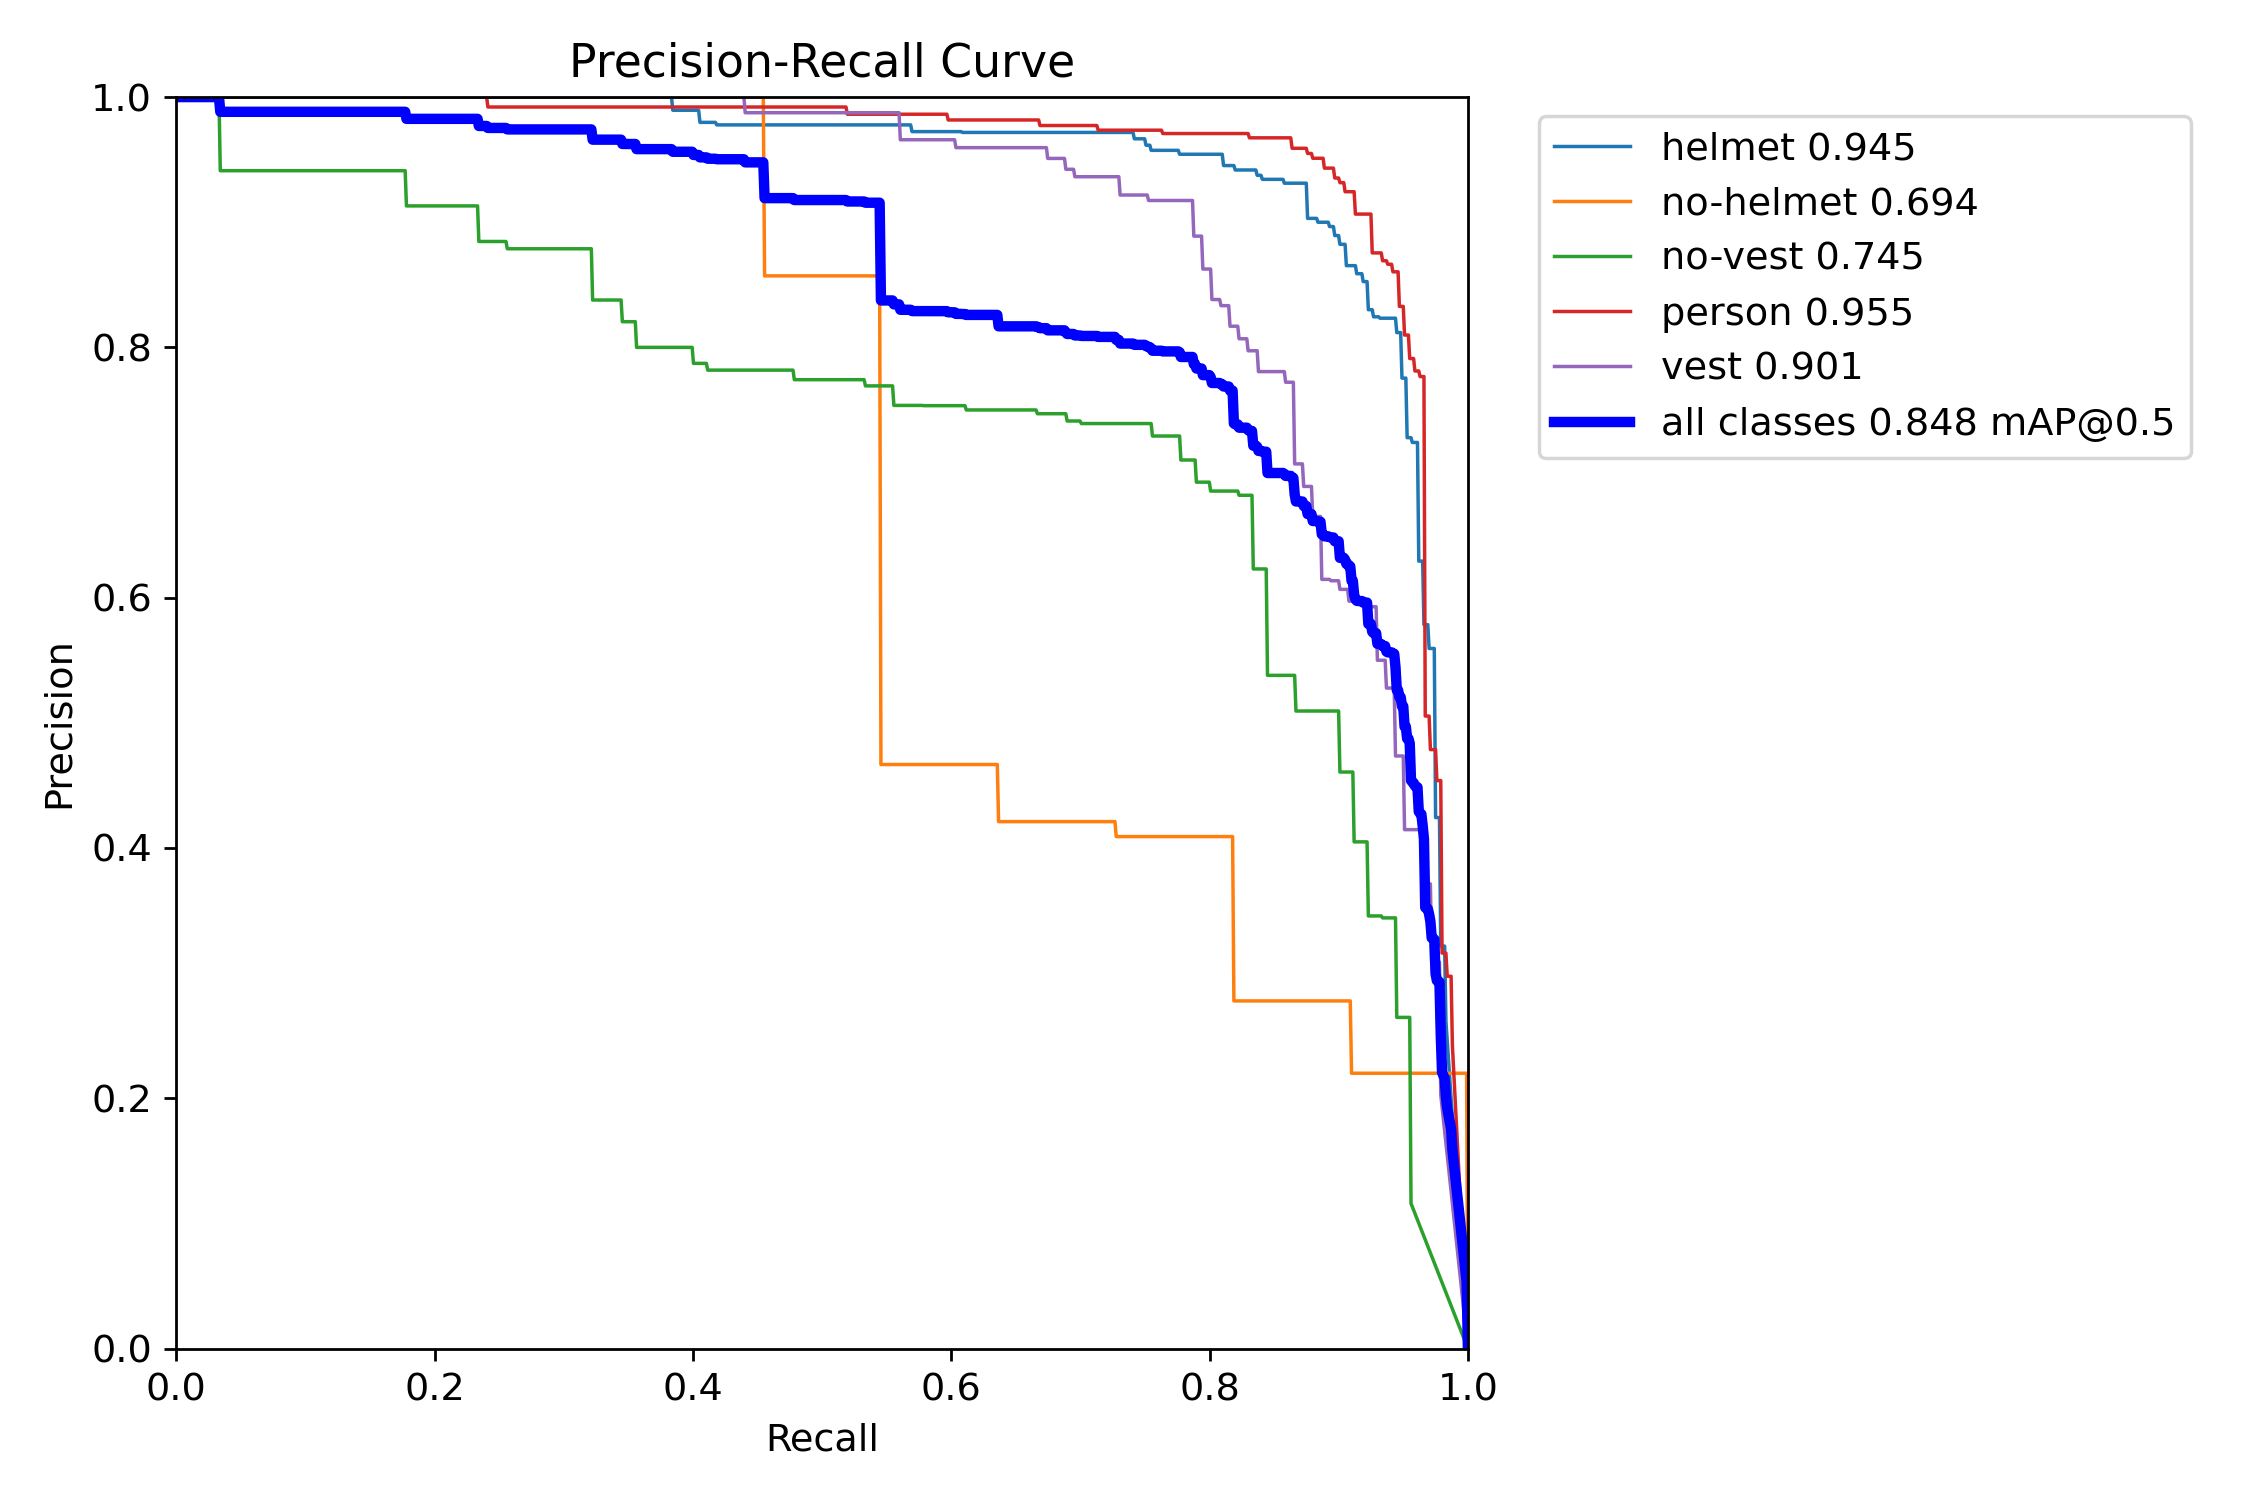 Precision-Recall Curve
1.0
0.8
0.6
0.4
0.2
0.0
Precision
0.0 0.2 0.4 0.6 0.8 1.0
Recall
helmet 0.945
no-helmet 0.694
no-vest 0.745
person 0.955
vest 0.901
all classes 0.848 mAP@0.5